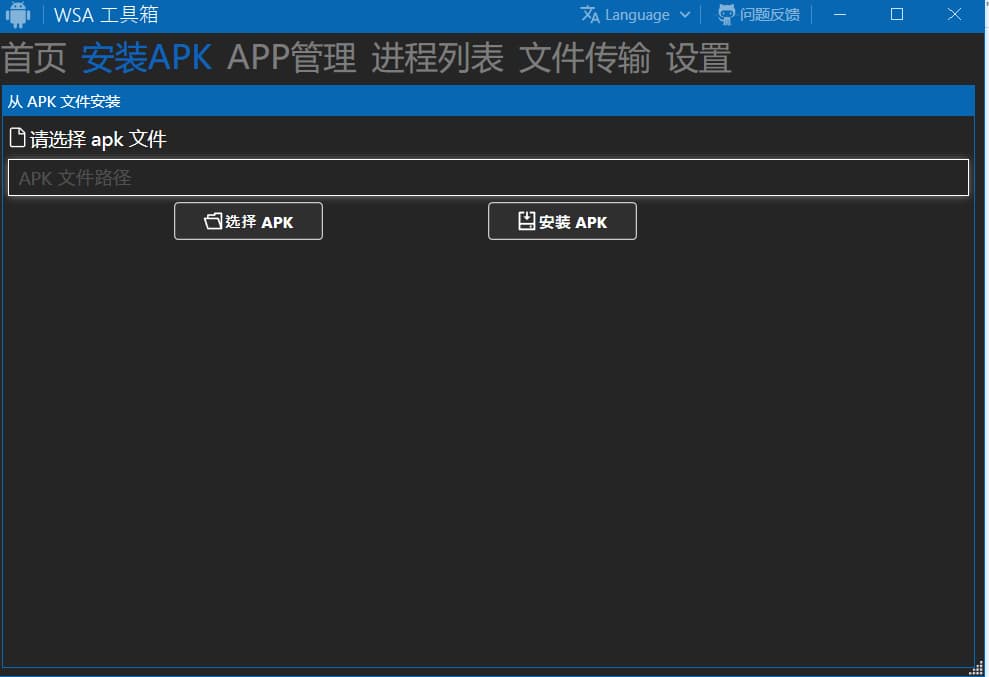 WSA 工具箱 Language 问题反馈
首页 安装APK APP管理 进程列表 文件传输 设置
从 APK 文件安装
请选择 apk 文件
APK 文件路径
选择 APK 安装 APK